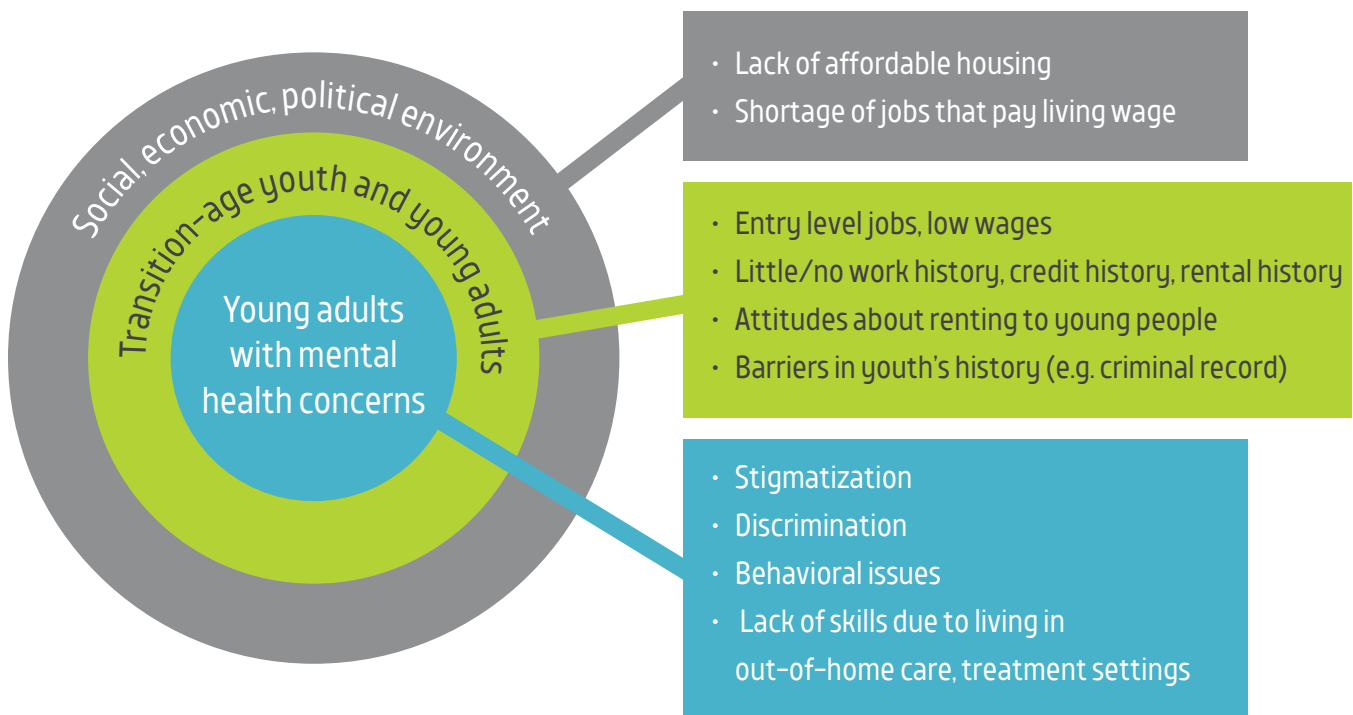 Social, economic, political environment
Transition-age youth and young adults
Young adults
with mental
health concerns
• Lack of affordable housing
• Shortage of jobs that pay living wage
• Entry level jobs, low wages
• Little/no work history, credit history, rental history
• Attitudes about renting to young people
• Barriers in youth's history (e.g. criminal record)
• Stigmatization
• Discrimination
• Behavioral issues
• Lack of skills due to living in
out-of-home care, treatment settings